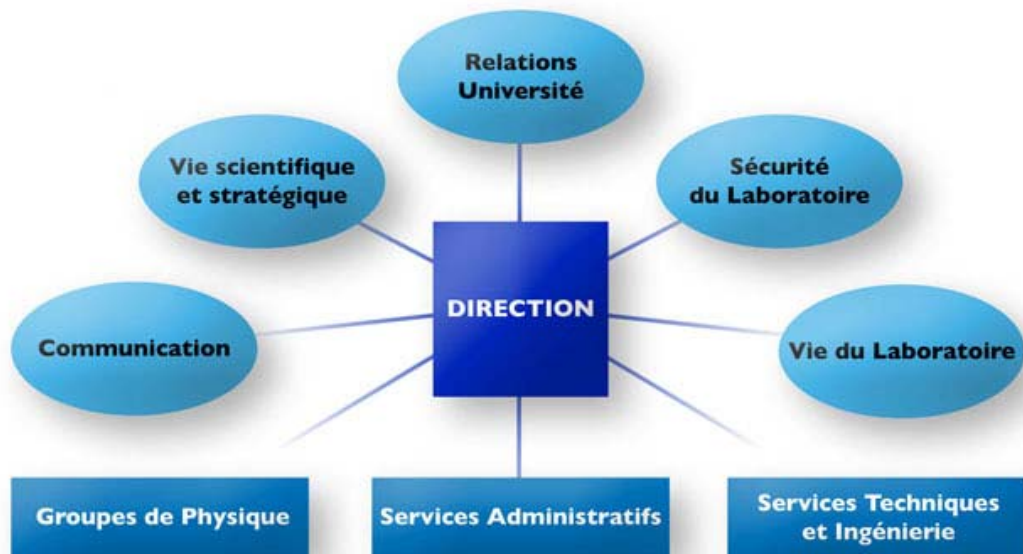 Relations
Université
Vie scientifique
et stratégique
Sécurité
du Laboratoire
DIRECTION
Communication
Vie du Laboratoire
Groupes de Physique
Services Administratifs
Services Techniques
et Ingénierie